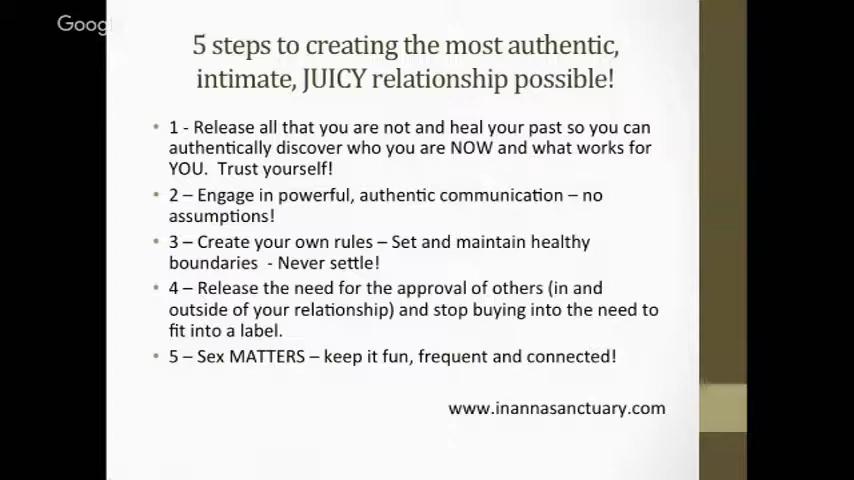 Goog
5 steps to creating the most authentic,
intimate, JUICY relationship possible!
• 1 - Release all that you are not and heal your past so you can
authentically discover who you are NOW and what works for
YOU.  Trust yourself!
• 2 – Engage in powerful, authentic communication – no
assumptions!
• 3 – Create your own rules – Set and maintain healthy
boundaries  - Never settle!
• 4 – Release the need for the approval of others (in and
outside of your relationship) and stop buying into the need to
fit into a label.
• 5 – Sex MATTERS – keep it fun, frequent and connected!
www.inannasanctuary.com